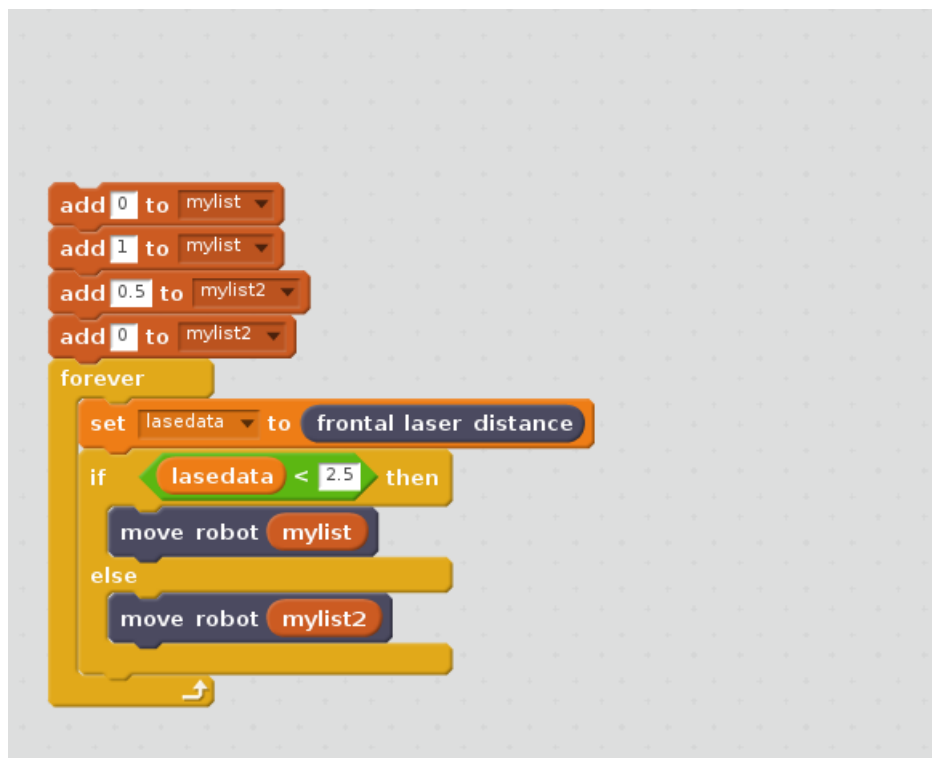 add 0 to mylist
add 1 to mylist
add 0.5 to mylist2
add 0 to mylist2
forever
set lasedata to frontal laser distance
if lasedata < 2.5 then
move robot mylist
else
move robot mylist2